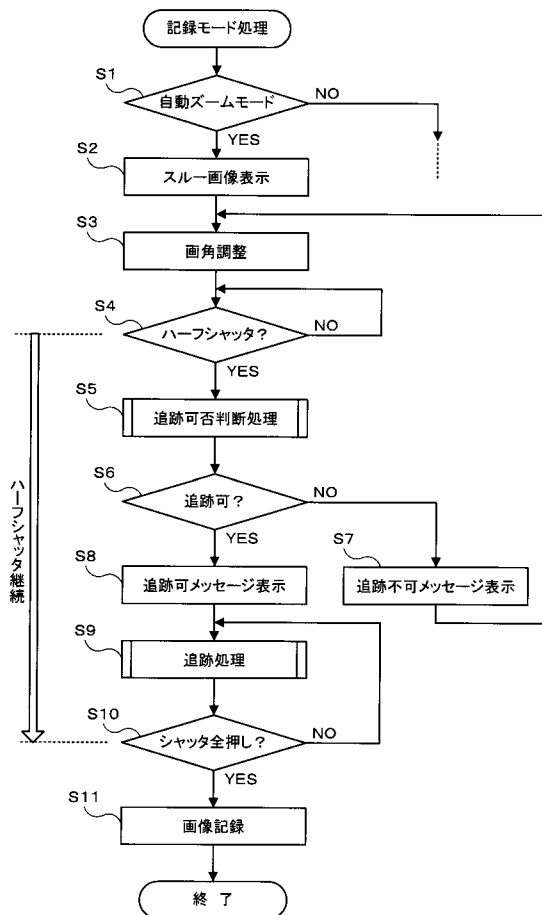 記録モード処理
S1
自動ズームモード
NO
YES
S2
スルー画像表示
S3
画角調整
S4
ハーフシャッタ?
NO
YES
S5
追跡可否判断処理
S6
追跡可?
NO
YES
S7
追跡不可メッセージ表示
S8
追跡可メッセージ表示
S9
追跡処理
S10
シャッタ全押し?
NO
YES
S11
画像記録
終 了
ハーフシャッタ継続